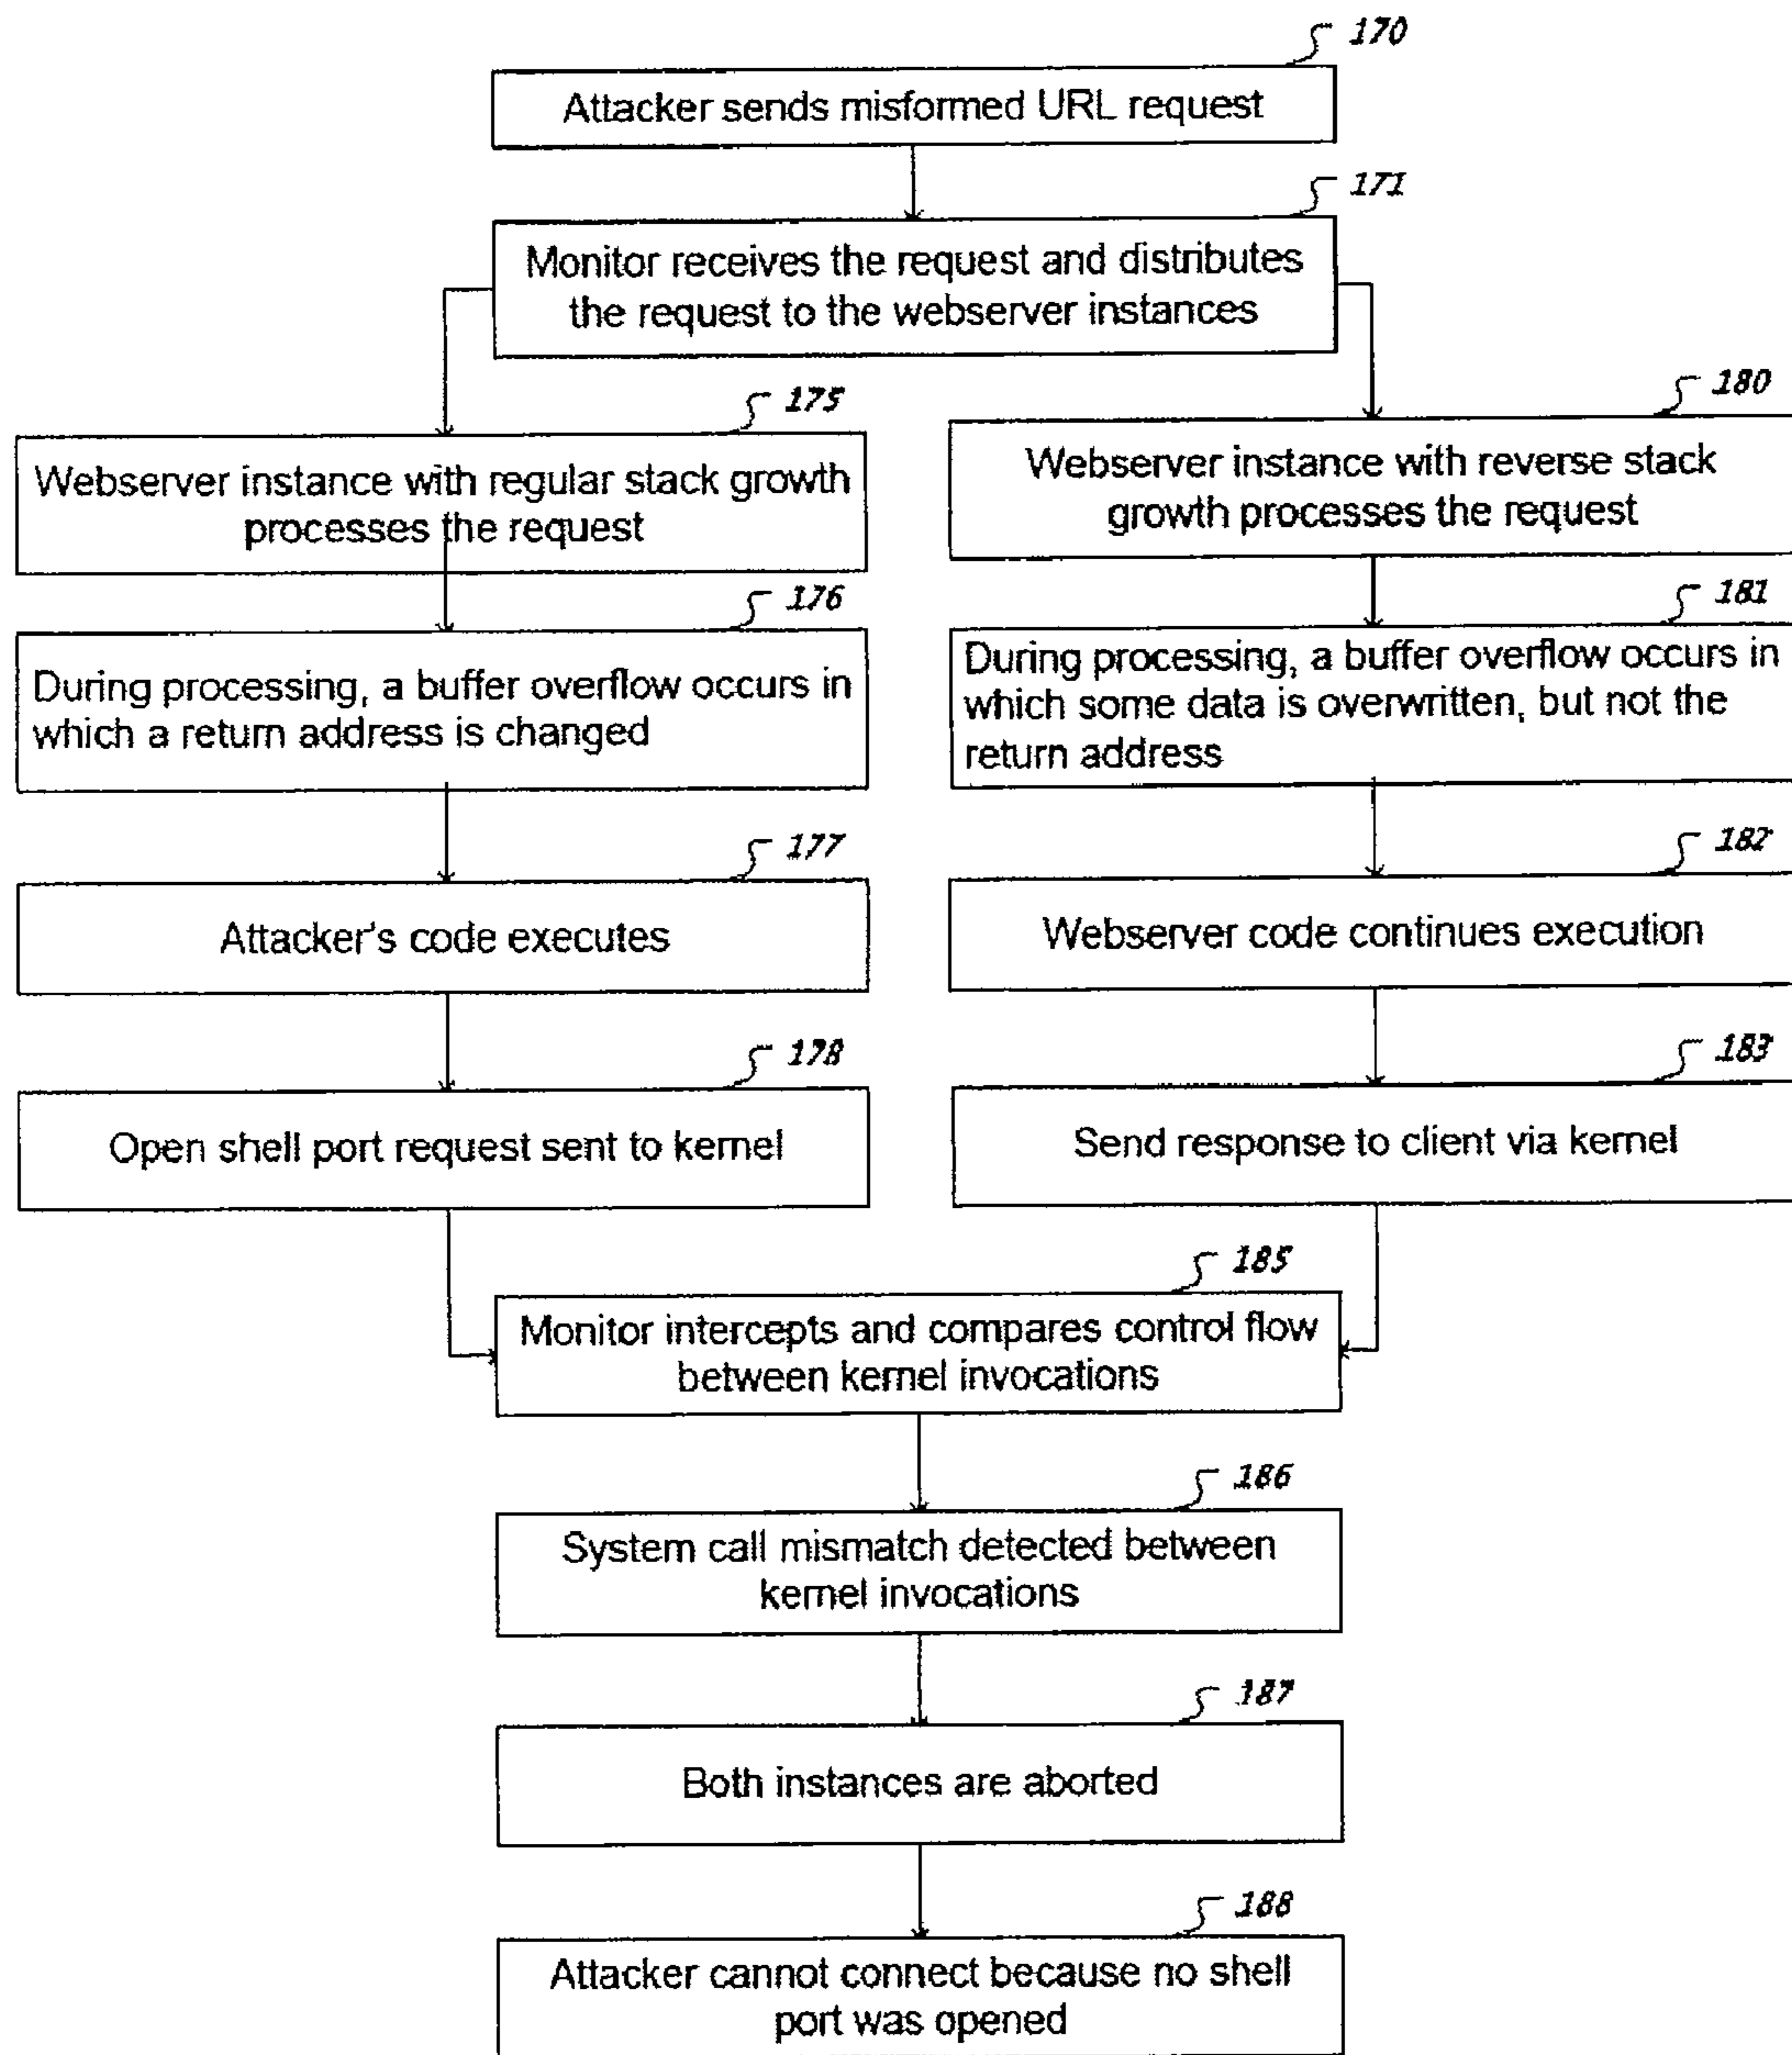 170
Attacker sends misformed URL request
171
Monitor receives the request and distributes
the request to the webserver instances
175
Webserver instance with regular stack growth
processes the request
180
Webserver instance with reverse stack
growth processes the request
176
During processing, a buffer overflow occurs in
which a return address is changed
181
During processing, a buffer overflow occurs in
which some data is overwritten, but not the
return address
177
Attacker's code executes
182
Webserver code continues execution
178
Open shell port request sent to kernel
183
Send response to client via kernel
185
Monitor intercepts and compares control flow
between kernel invocations
186
System call mismatch detected between
kernel invocations
187
Both instances are aborted
188
Attacker cannot connect because no shell
port was opened